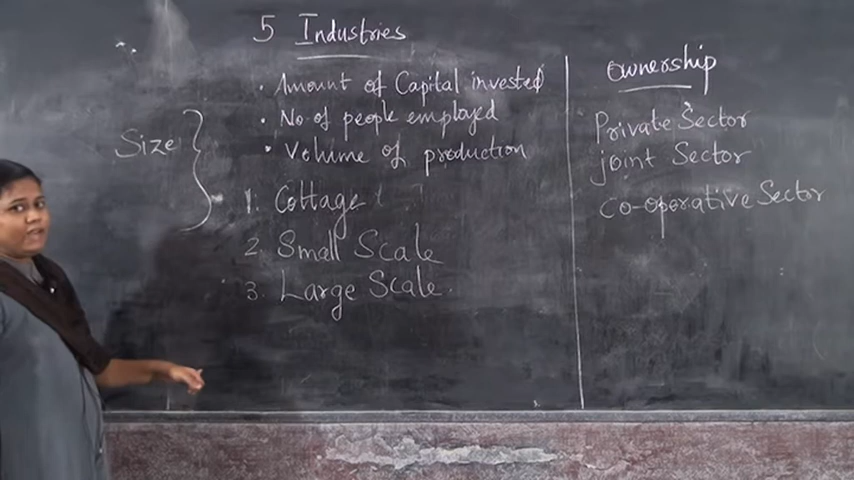 5 Industries
• Amount of Capital invested
• No. of people employed
• Volume of production
Size
1. Cottage
2. Small Scale
3. Large Scale.
Ownership
Private Sector
joint Sector
co-operative Sector